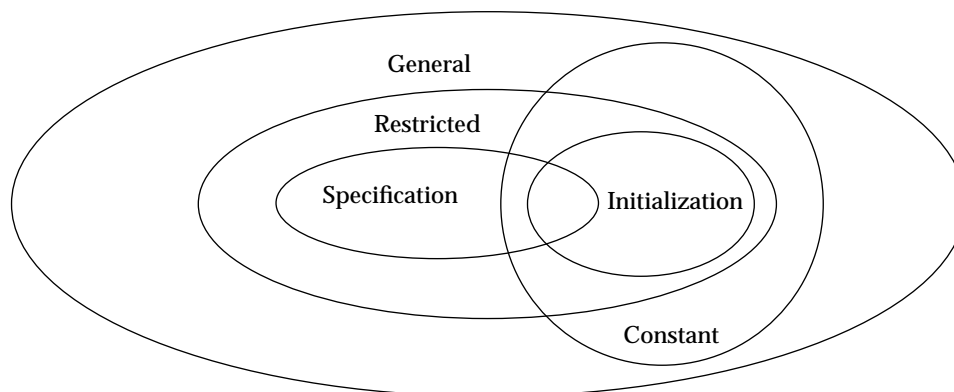 General
Restricted
Specification
Initialization
Constant